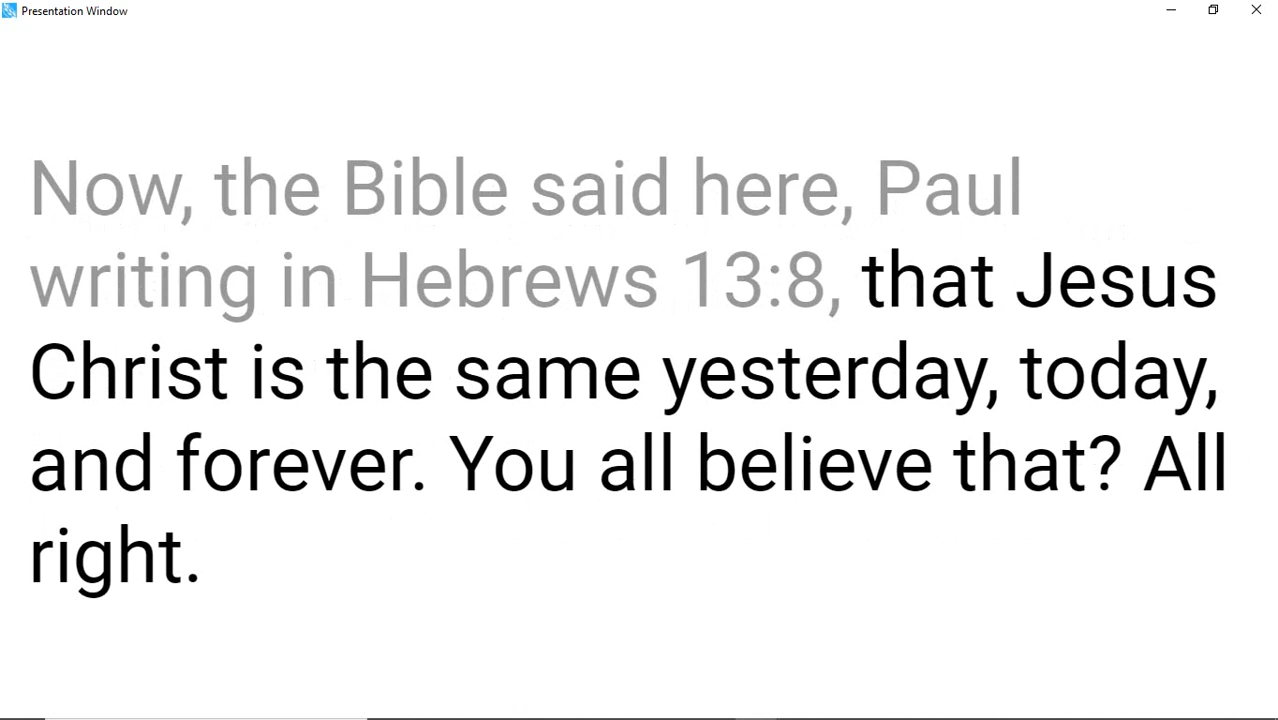 Presentation Window
Now, the Bible said here, Paul
writing in Hebrews 13:8, that Jesus
Christ is the same yesterday, today,
and forever. You all believe that? All
right.